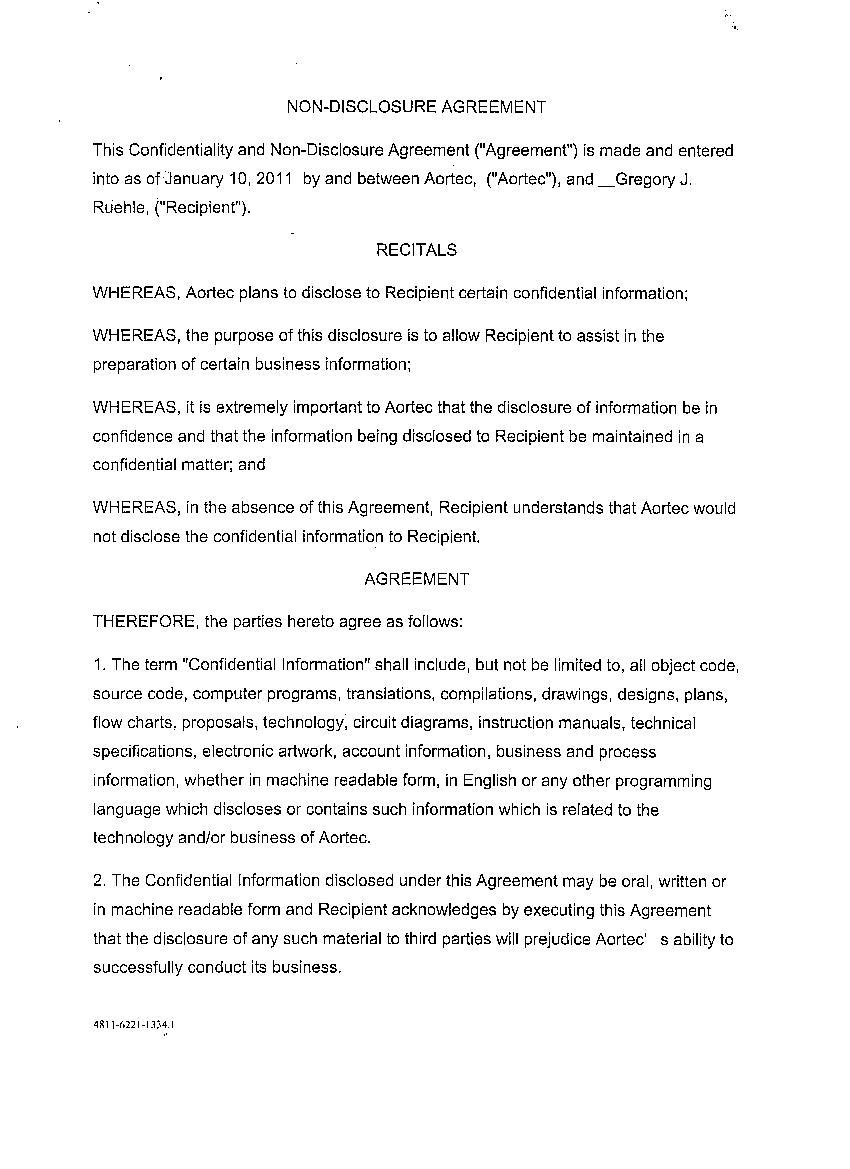 NON-DISCLOSURE AGREEMENT
This Confidentiality and Non-Disclosure Agreement ("Agreement") is made and entered
into as of January 10, 2011 by and between Aortec, ("Aortec"), and __Gregory J.
Ruehle, ("Recipient").
RECITALS
WHEREAS, Aortec plans to disclose to Recipient certain confidential information;
WHEREAS, the purpose of this disclosure is to allow Recipient to assist in the
preparation of certain business information;
WHEREAS, it is extremely important to Aortec that the disclosure of information be in
confidence and that the information being disclosed to Recipient be maintained in a
confidential matter; and
WHEREAS, in the absence of this Agreement, Recipient understands that Aortec would
not disclose the confidential information to Recipient.
AGREEMENT
THEREFORE, the parties hereto agree as follows:
1. The term "Confidential Information" shall include, but not be limited to, all object code,
source code, computer programs, translations, compilations, drawings, designs, plans,
flow charts, proposals, technology, circuit diagrams, instruction manuals, technical
specifications, electronic artwork, account information, business and process
information, whether in machine readable form, in English or any other programming
language which discloses or contains such information which is related to the
technology and/or business of Aortec.
2. The Confidential Information disclosed under this Agreement may be oral, written or
in machine readable form and Recipient acknowledges by executing this Agreement
that the disclosure of any such material to third parties will prejudice Aortec' s ability to
successfully conduct its business.
4811-6221-1334.1